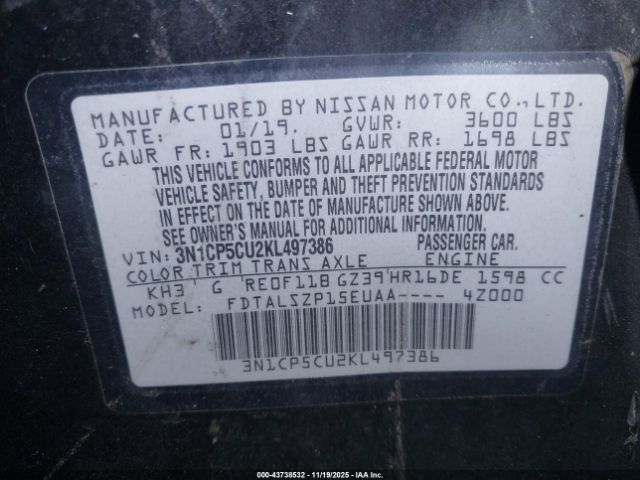 MANUFACTURED BY NISSAN MOTOR CO., LTD.
DATE: 01/19. GVWR: 3600 LBS
GAWR FR: 1903 LBS GAWR RR: 1698 LBS
THIS VEHICLE CONFORMS TO ALL APPLICABLE FEDERAL MOTOR
VEHICLE SAFETY, BUMPER AND THEFT PREVENTION STANDARDS
IN EFFECT ON THE DATE OF MANUFACTURE SHOWN ABOVE.
SEE OWNER'S MANUAL FOR ADDITIONAL INFORMATION.
VIN: 3N1CP5CU2KL497386 PASSENGER CAR.
COLOR TRIM TRANS AXLE ENGINE
KH3 G RE0F11B GZ39 HR16DE 1598 CC
MODEL: FDTALSZP15EUAA---- 4Z000
3N1CP5CU2KL497386
000-43738532 - 11/19/2025 - IAA Inc.